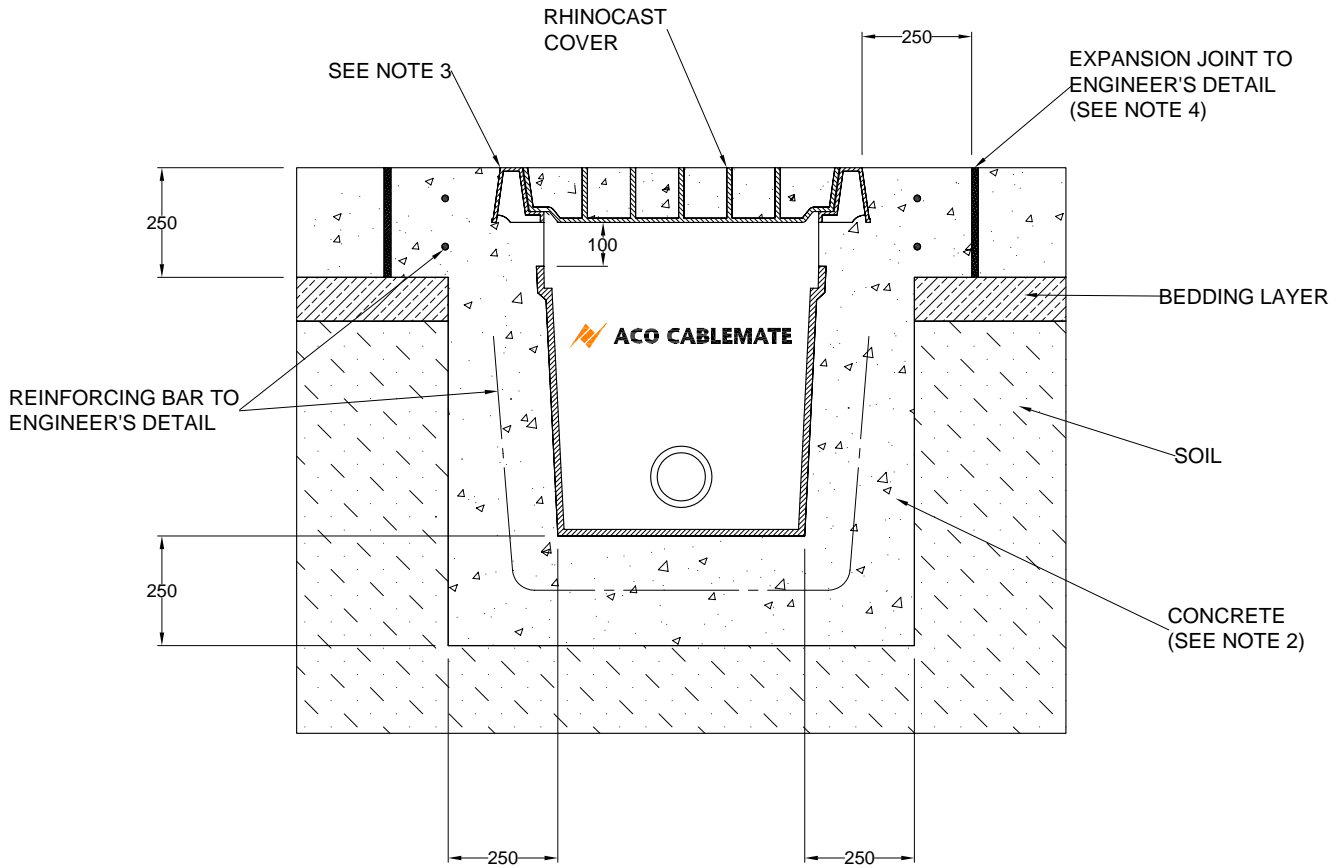 RHINOCAST
COVER
250
EXPANSION JOINT TO
ENGINEER'S DETAIL
(SEE NOTE 4)
SEE NOTE 3
250
100
BEDDING LAYER
ACO CABLEMATE
REINFORCING BAR TO
ENGINEER'S DETAIL
SOIL
250
CONCRETE
(SEE NOTE 2)
250
250